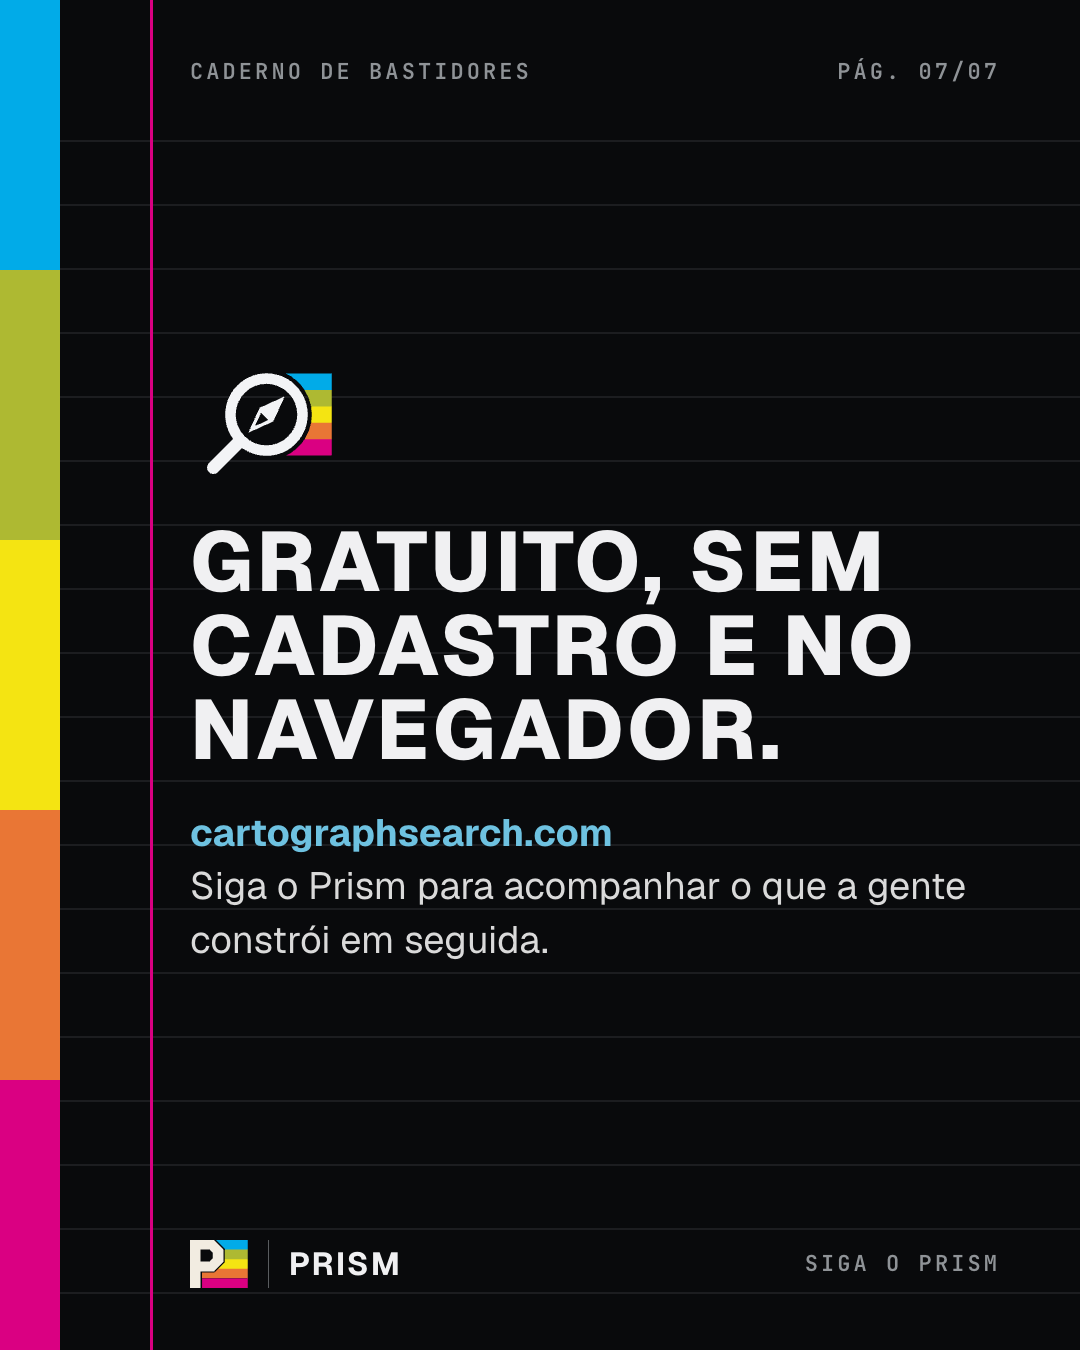 CADERNO DE BASTIDORES
PÁG. 07/07
GRATUITO, SEM
CADASTRO E NO
NAVEGADOR.
cartographsearch.com
Siga o Prism para acompanhar o que a gente
constrói em seguida.
P
PRISM
SIGA O PRISM